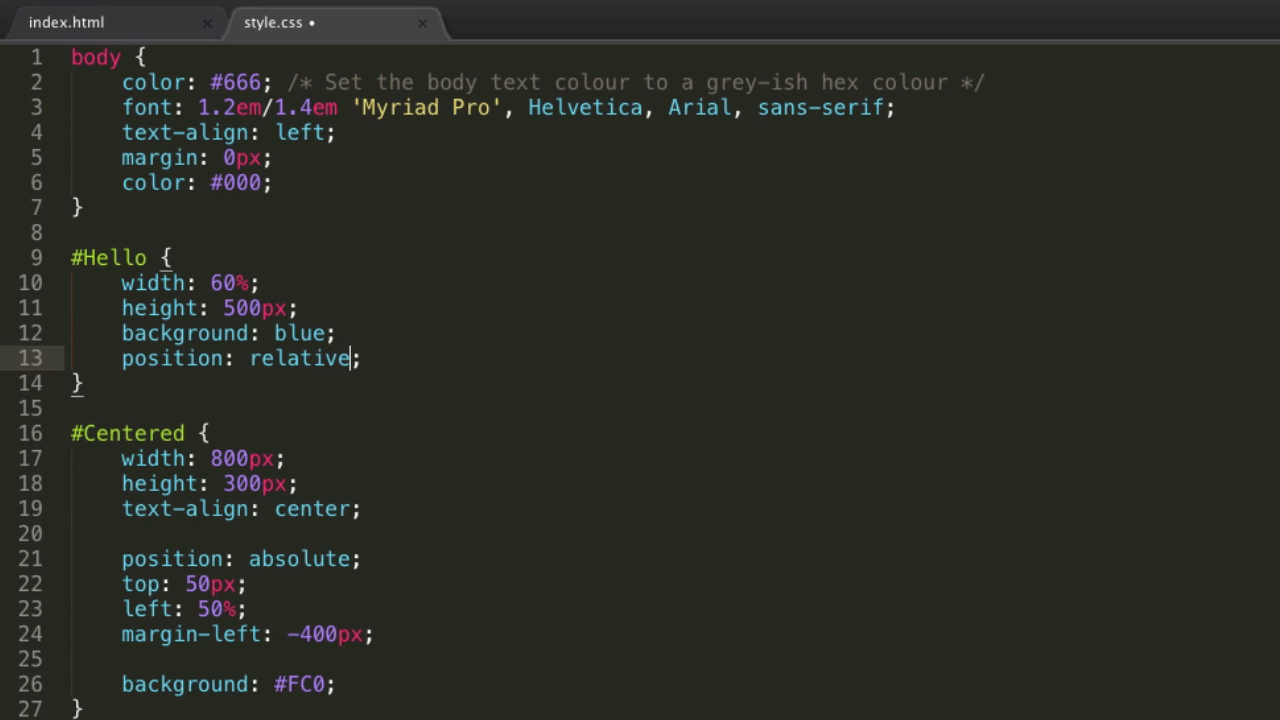 index.html × style.css • ×
1 body {
2 color: #666; /* Set the body text colour to a grey-ish hex colour */
3 font: 1.2em/1.4em 'Myriad Pro', Helvetica, Arial, sans-serif;
4 text-align: left;
5 margin: 0px;
6 color: #000;
7 }
8
9 #Hello {
10 width: 60%;
11 height: 500px;
12 background: blue;
13 position: relative;
14 }
15
16 #Centered {
17 width: 800px;
18 height: 300px;
19 text-align: center;
20
21 position: absolute;
22 top: 50px;
23 left: 50%;
24 margin-left: -400px;
25
26 background: #FC0;
27 }